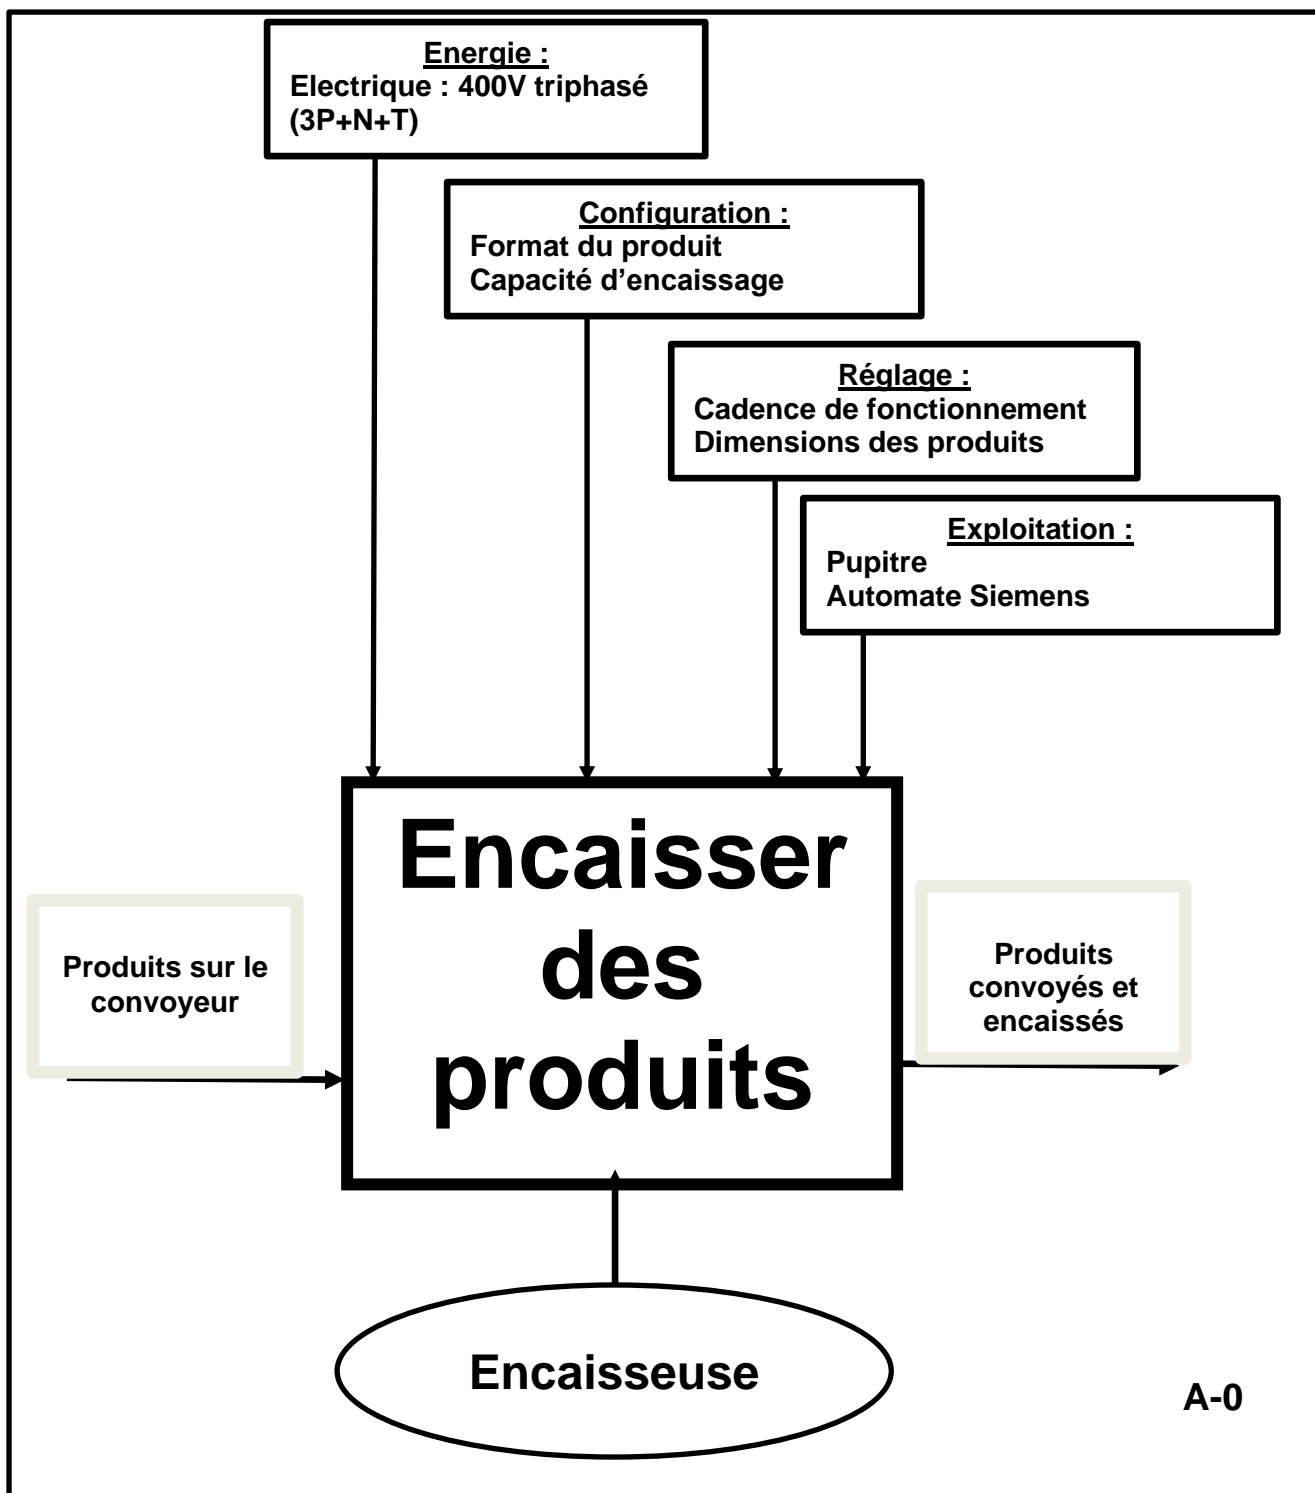 Energie :
Electrique : 400V triphasé
(3P+N+T)
Configuration :
Format du produit
Capacité d’encaissage
Réglage :
Cadence de fonctionnement
Dimensions des produits
Exploitation :
Pupitre
Automate Siemens
Encaisser
des
produits
Produits sur le
convoyeur
Produits
convoyés et
encaissés
Encaisseuse
A-0